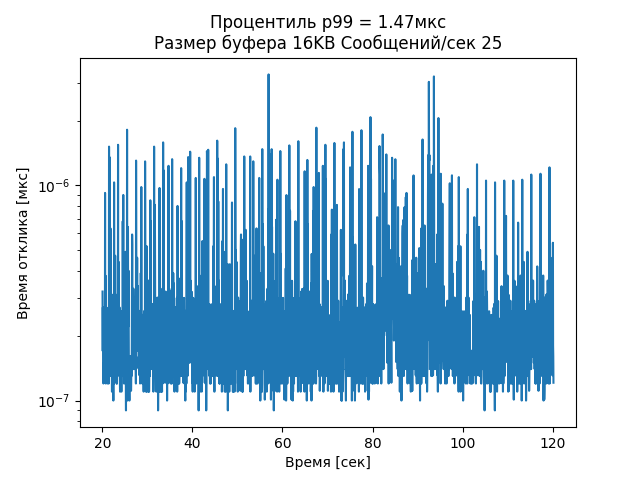 Процентиль p99 = 1.47мкс
Размер буфера 16KB Сообщений/сек 25
Время отклика [мкс]
10⁻⁶
10⁻⁷
20 40 60 80 100 120
Время [сек]